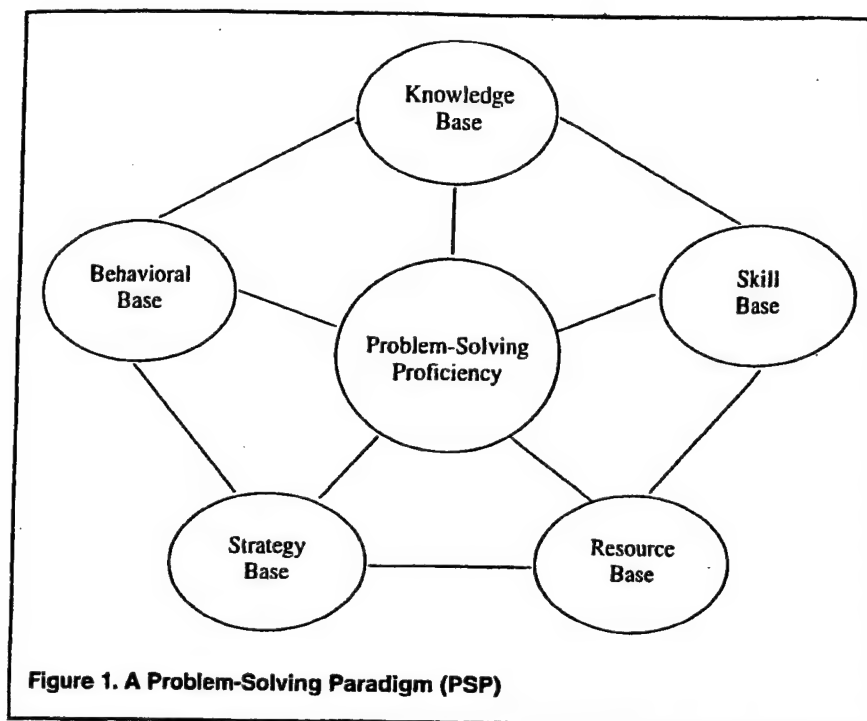 Knowledge
Base
Behavioral
Base
Skill
Base
Problem-Solving
Proficiency
Strategy
Base
Resource
Base
Figure 1. A Problem-Solving Paradigm (PSP)